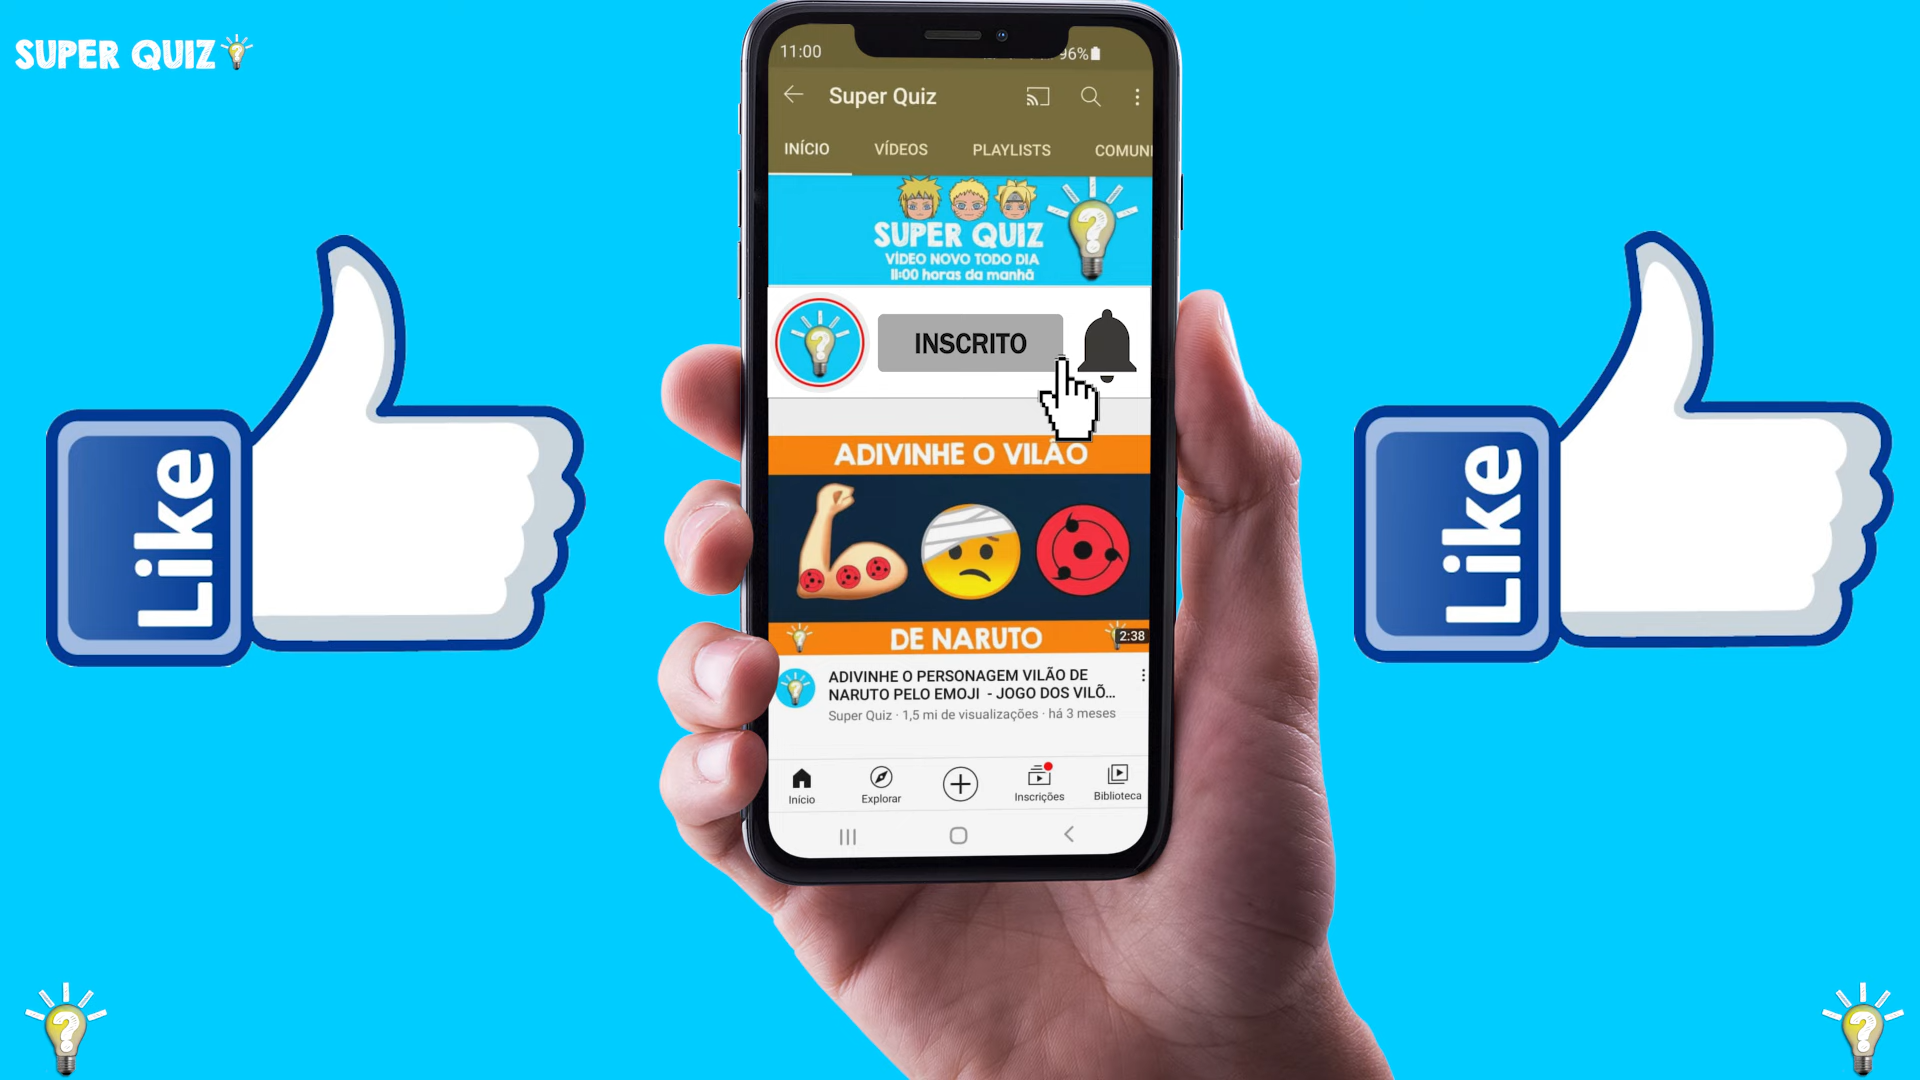 SUPER QUIZ
11:00
96%
Super Quiz
INÍCIO VÍDEOS PLAYLISTS COMUNI
SUPER QUIZ
VÍDEO NOVO TODO DIA
11:00 horas da manhã
INSCRITO
Like
Like
ADIVINHE O VILÃO
DE NARUTO
2:38
ADIVINHE O PERSONAGEM VILÃO DE
NARUTO PELO EMOJI - JOGO DOS VILÕ...
Super Quiz · 1,5 mi de visualizações · há 3 meses
Início Explorar Inscrições Biblioteca